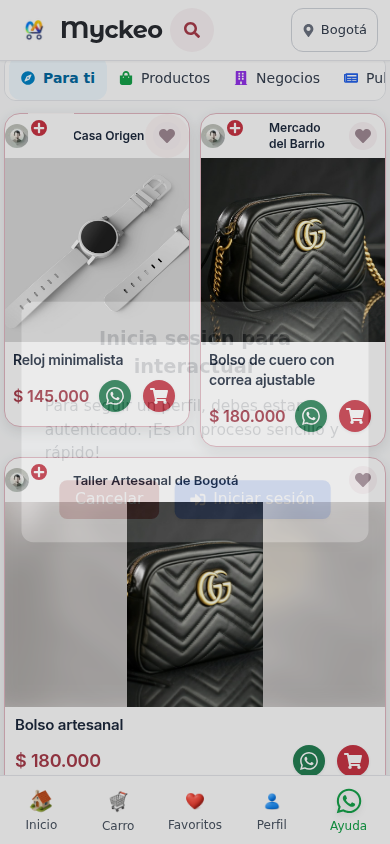 Myckeo
Bogotá
Para ti
Productos
Negocios
Pul
Casa Origen
Mercado
del Barrio
Reloj minimalista
$ 145.000
Bolso de cuero con
correa ajustable
$ 180.000
Inicia sesión para
interactuar
Para seguir un perfil, debes estar
autenticado. ¡Es un proceso sencillo y
rápido!
Cancelar
Iniciar sesión
Taller Artesanal de Bogotá
Bolso artesanal
$ 180.000
Inicio
Carro
Favoritos
Perfil
Ayuda